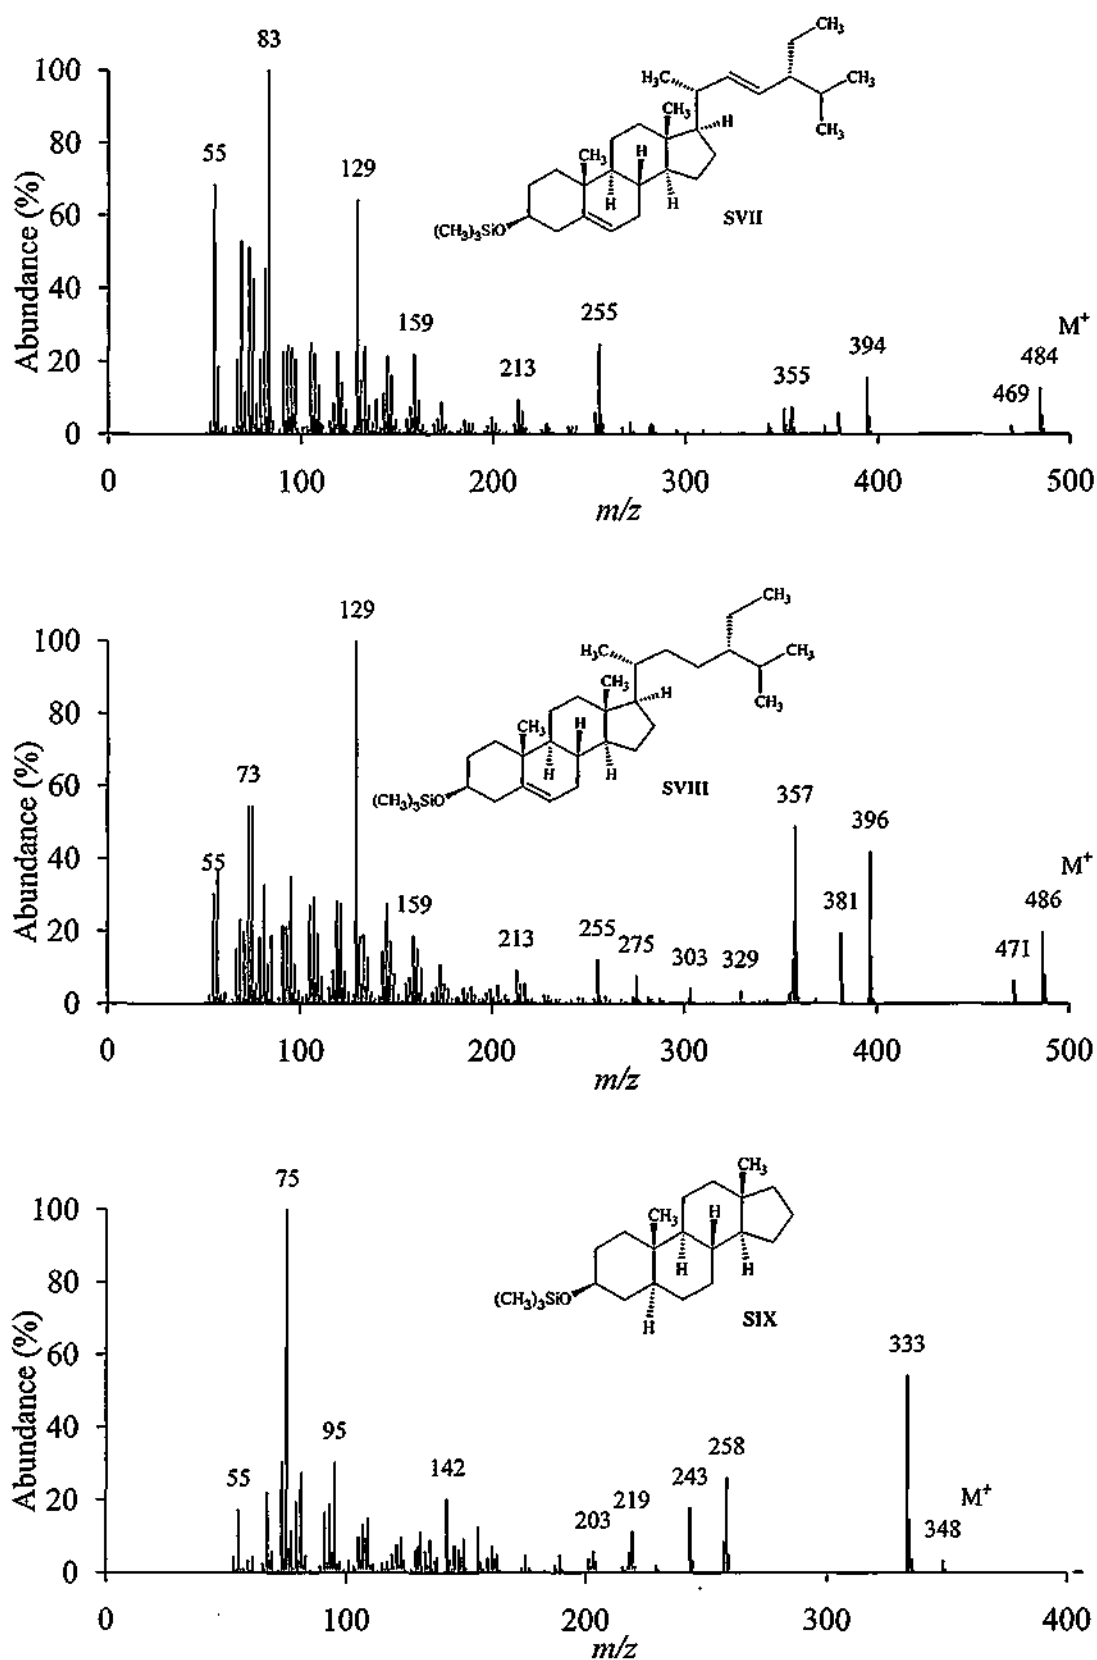 83
100
CH₃
H₃C
CH₃
CH₃
CH₃
H
80
55
129
CH₃
H
H
H
SVII
60
(CH₃)₃SiO
Abundance (%)
40
159
255
M⁺
394
484
20
213
355
469
0
0 100 200 300 400 500
m/z
129
CH₃
100
H₃C
CH₃
CH₃
H
CH₃
80
CH₃
H
73
H
H
SVIII
357
(CH₃)₃SiO
60
396
Abundance (%)
55
M⁺
40
381
486
159
255
471
20
213
275
303
329
0
0 100 200 300 400 500
m/z
75
CH₃
100
CH₃
H
80
H
H
(CH₃)₃SiO
SIX
H
60
333
Abundance (%)
95
40
258
55
142
243
M⁺
20
219
203
348
0
0 100 200 300 400
m/z